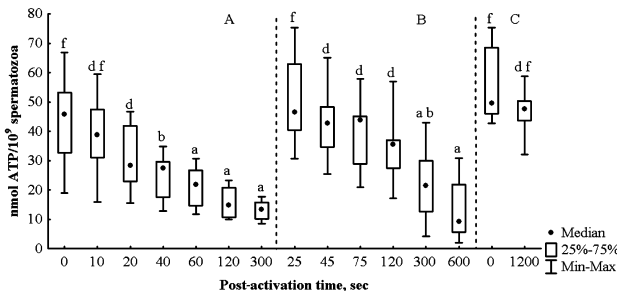 A B C
80
70
60
50
40
30
20
10
0
nmol ATP/10⁹ spermatozoa
f d f d b a a a f d d d a b a f d f
0 10 20 40 60 120 300 25 45 75 120 300 600 0 1200
Post-activation time, sec
Median
25%-75%
Min-Max